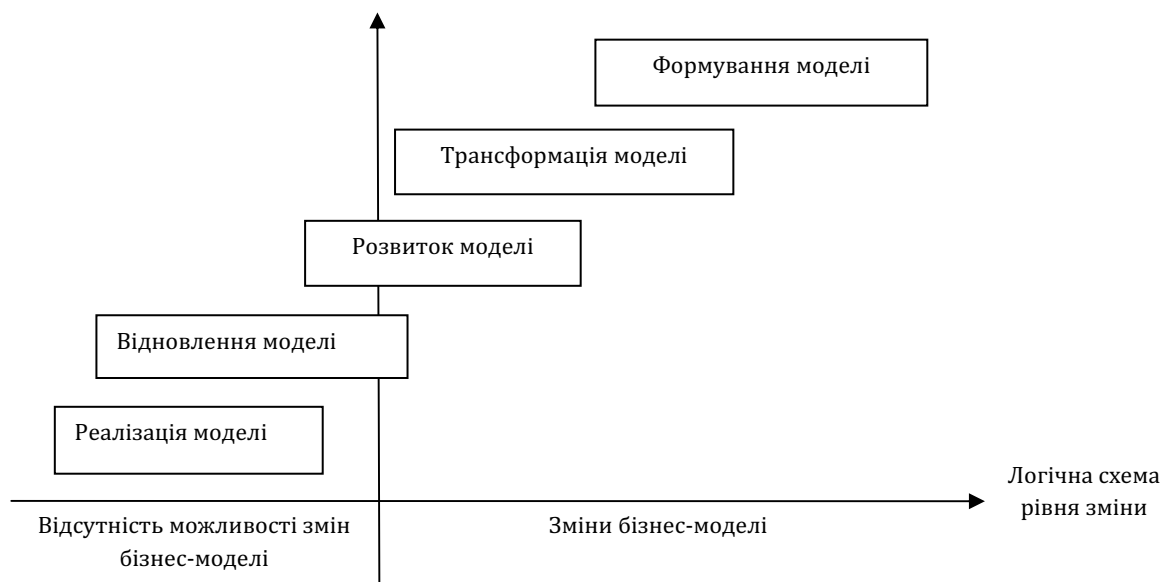 Формування моделі
Трансформація моделі
Розвиток моделі
Відновлення моделі
Реалізація моделі
Логічна схема
рівня зміни
Відсутність можливості змін
бізнес-моделі
Зміни бізнес-моделі